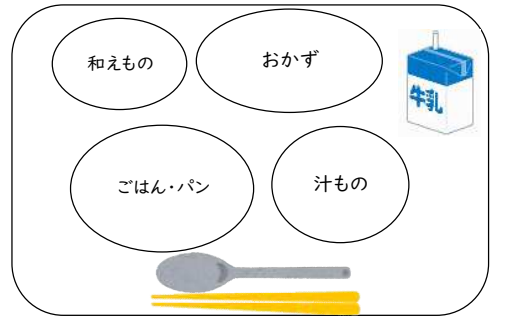 和えもの
おかず
牛乳
ごはん・パン
汁もの